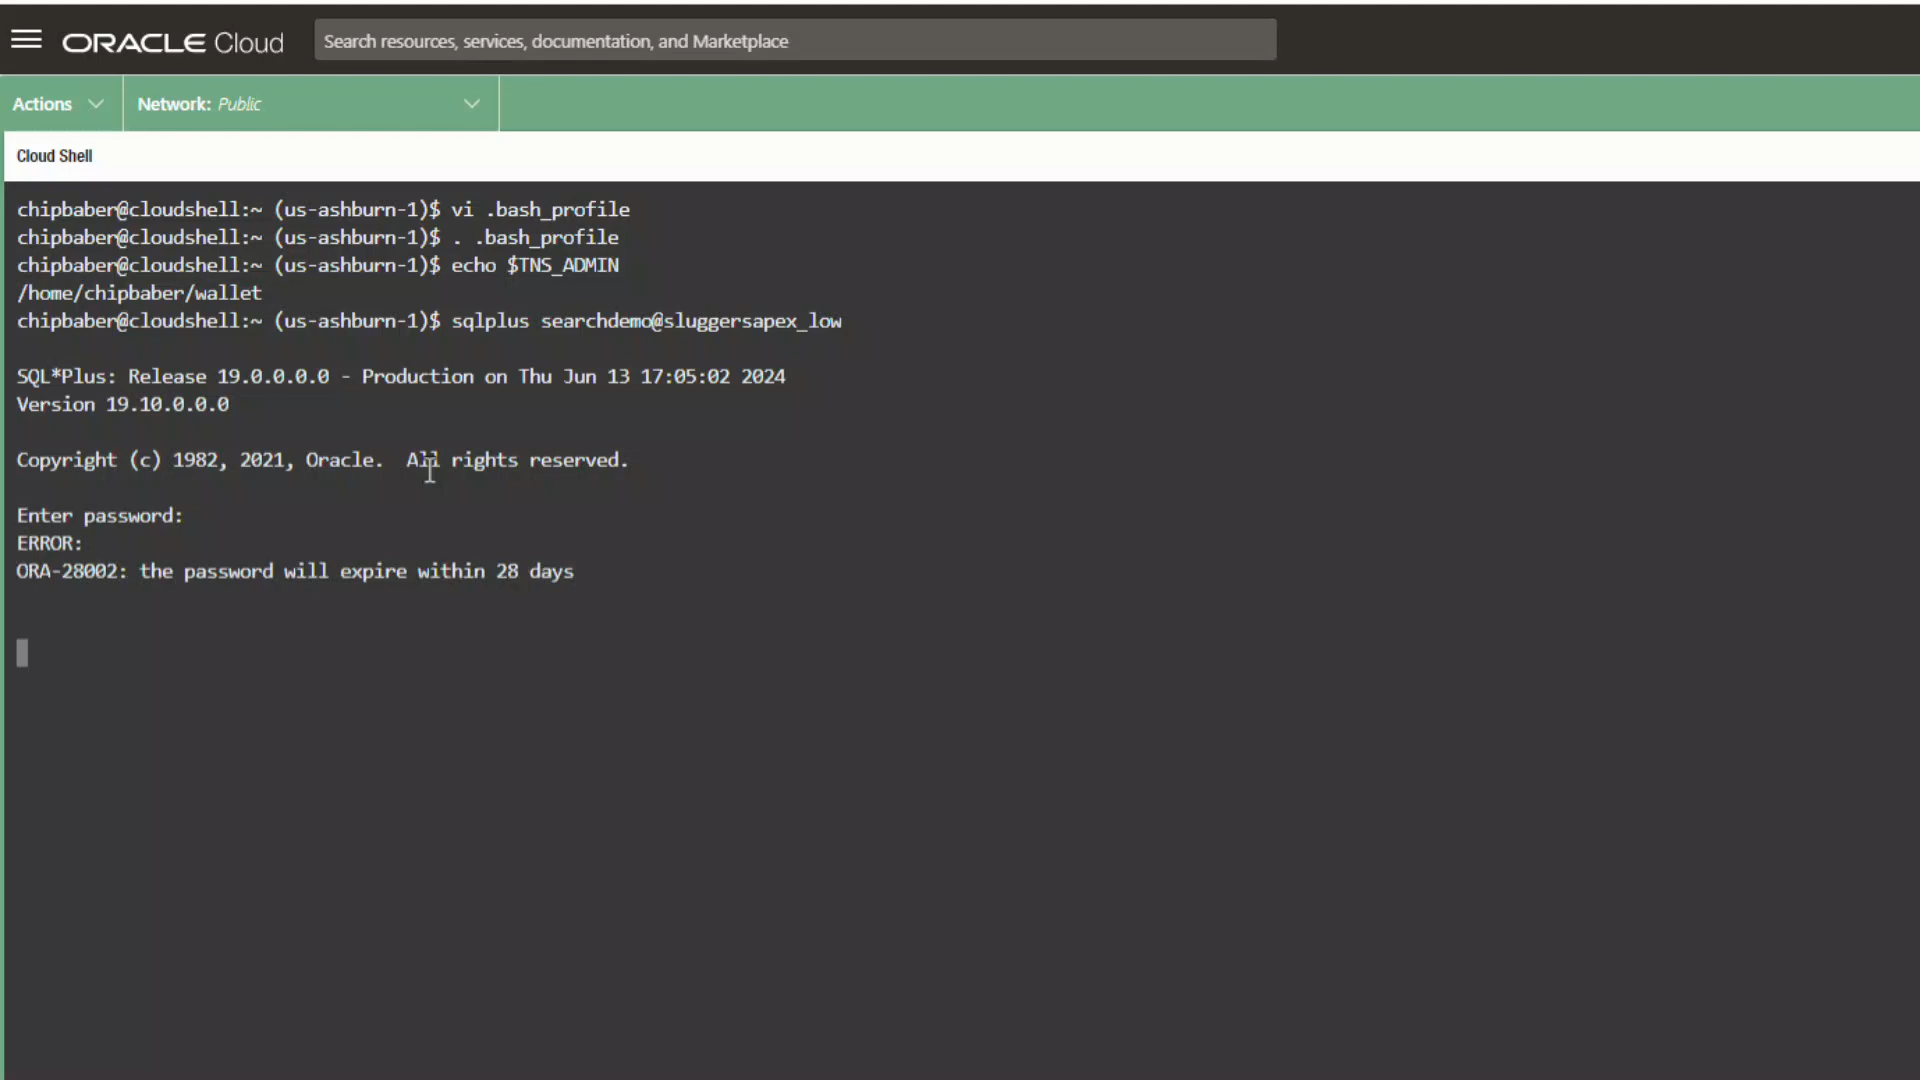 ORACLE Cloud
Search resources, services, documentation, and Marketplace
Actions
Network: Public
Cloud Shell
chipbaber@cloudshell:~ (us-ashburn-1)$ vi .bash_profile
chipbaber@cloudshell:~ (us-ashburn-1)$ . .bash_profile
chipbaber@cloudshell:~ (us-ashburn-1)$ echo $TNS_ADMIN
/home/chipbaber/wallet
chipbaber@cloudshell:~ (us-ashburn-1)$ sqlplus searchdemo@sluggersapex_low
SQL*Plus: Release 19.0.0.0.0 - Production on Thu Jun 13 17:05:02 2024
Version 19.10.0.0.0
Copyright (c) 1982, 2021, Oracle.  All rights reserved.
Enter password:
ERROR:
ORA-28002: the password will expire within 28 days